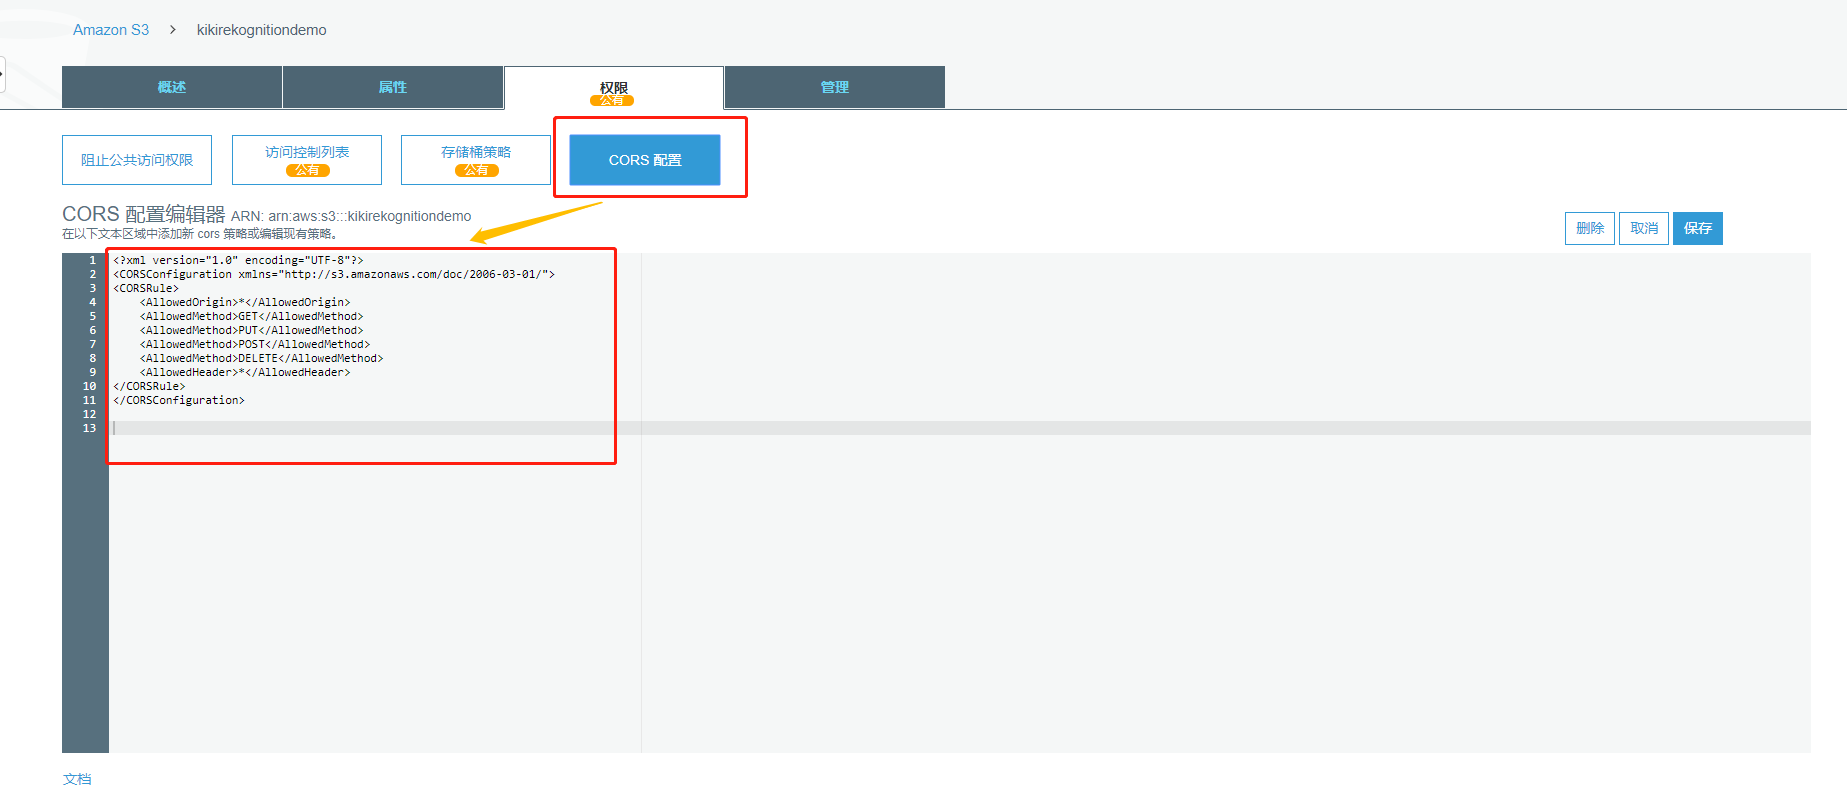 Amazon S3 > kikirekognitiondemo
概述 属性 权限 管理
公有
阻止公共访问权限 访问控制列表 存储桶策略 CORS 配置
公有 公有
CORS 配置编辑器 ARN: arn:aws:s3:::kikirekognitiondemo
在以下文本区域中添加新 cors 策略或编辑现有策略。
删除 取消 保存
1 <?xml version="1.0" encoding="UTF-8"?>
2 <CORSConfiguration xmlns="http://s3.amazonaws.com/doc/2006-03-01/">
3 <CORSRule>
4     <AllowedOrigin>*</AllowedOrigin>
5     <AllowedMethod>GET</AllowedMethod>
6     <AllowedMethod>PUT</AllowedMethod>
7     <AllowedMethod>POST</AllowedMethod>
8     <AllowedMethod>DELETE</AllowedMethod>
9     <AllowedHeader>*</AllowedHeader>
10 </CORSRule>
11 </CORSConfiguration>
12
13
文档